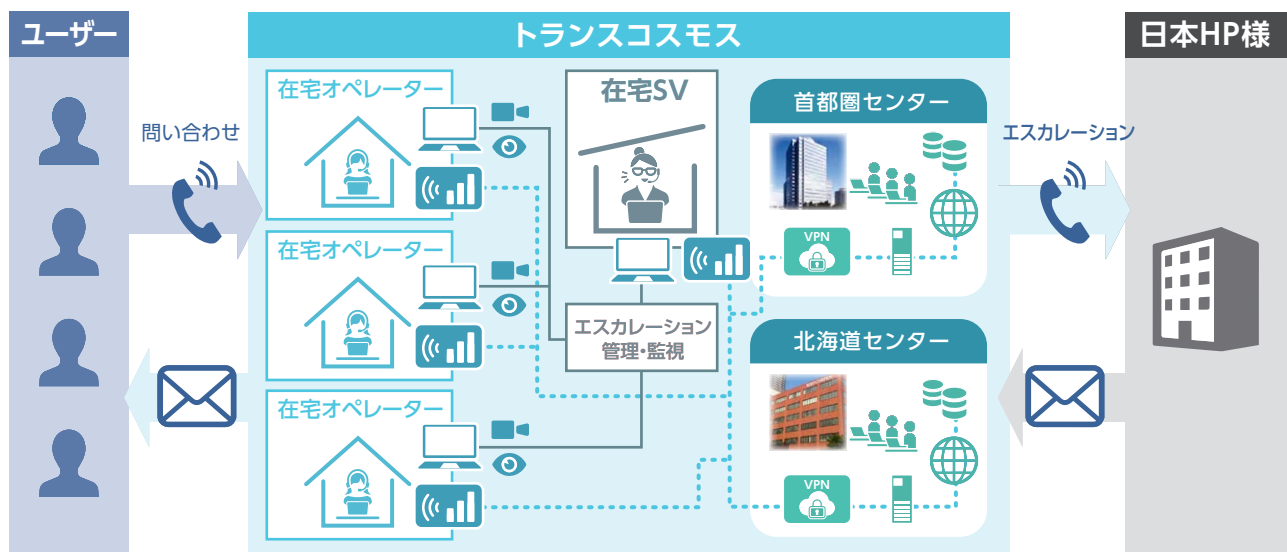 ユーザー
トランスコスモス
日本HP様
問い合わせ
在宅オペレーター
在宅オペレーター
在宅オペレーター
在宅SV
エスカレーション
管理・監視
首都圏センター
VPN
北海道センター
VPN
エスカレーション